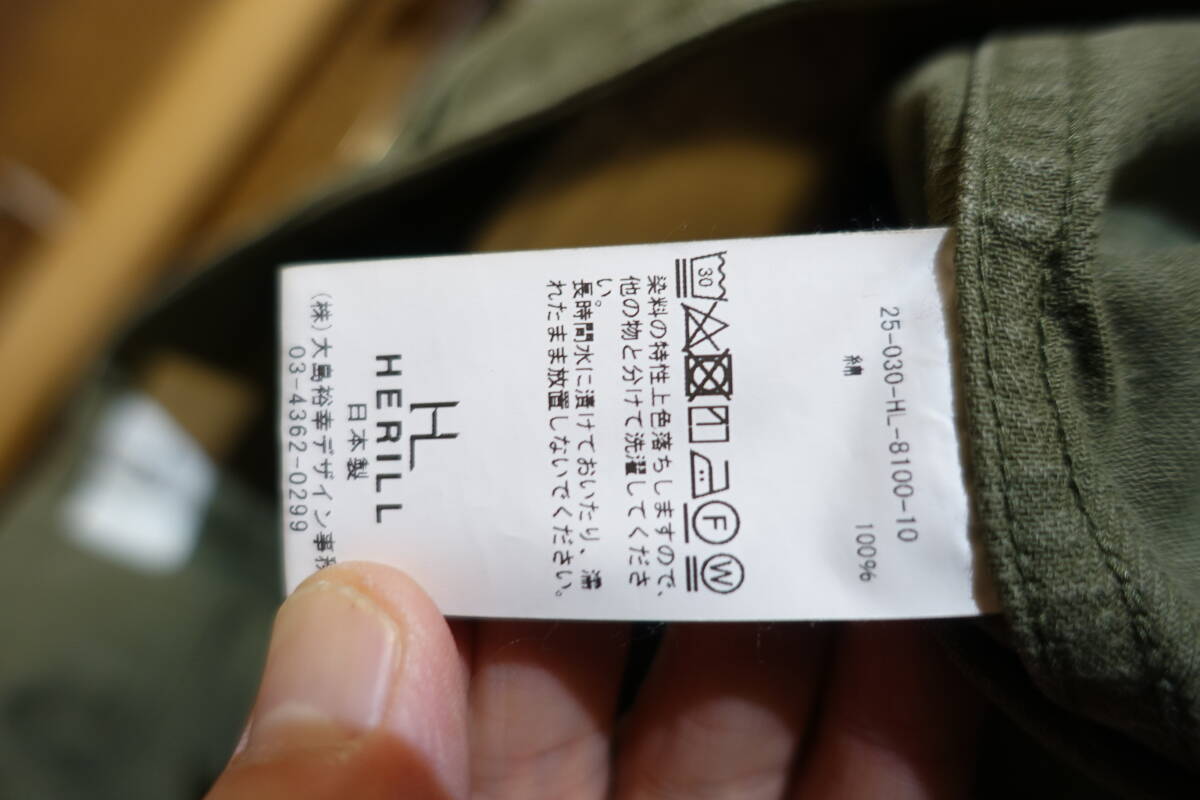 25-030-HL-8100-10
綿 100%
30
F
W
染料の特性上色落ちしますので、
他の物と分けて洗濯してくださ
い。
長時間水に漬けておいたり、濡
れたまま放置しないでください。
HL
HERILL
日本製
(株)大島裕幸デザイン事務
03-4362-0299